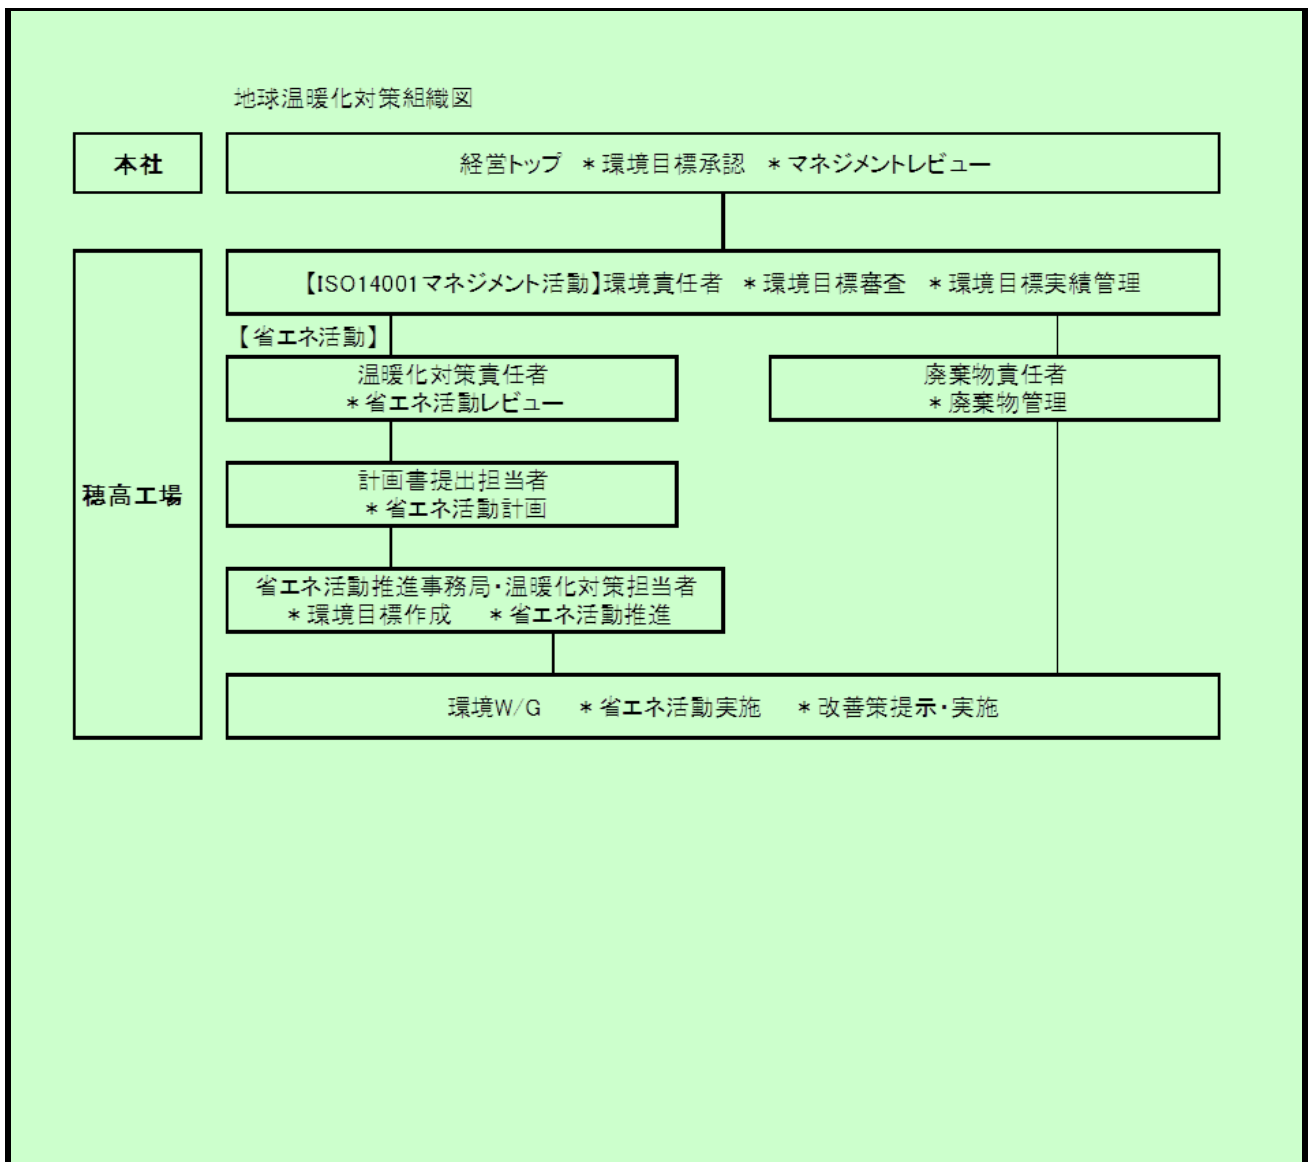 地球温暖化対策組織図
本社
経営トップ ＊環境目標承認 ＊マネジメントレビュー
【ISO14001マネジメント活動】環境責任者 ＊環境目標審査 ＊環境目標実績管理
【省エネ活動】
温暖化対策責任者
＊省エネ活動レビュー
廃棄物責任者
＊廃棄物管理
穂高工場
計画書提出担当者
＊省エネ活動計画
省エネ活動推進事務局・温暖化対策担当者
＊環境目標作成 ＊省エネ活動推進
環境W/G ＊省エネ活動実施 ＊改善策提示・実施